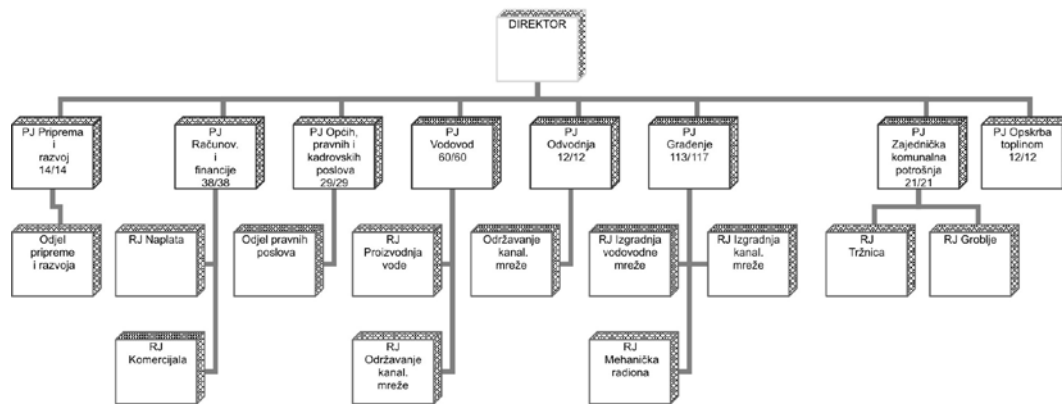 DIREKTOR
PJ Priprema
i
razvoj
14/14
PJ
Računov.
i
financije
38/38
PJ Općih,
pravnih i
kadrovskih
poslova
29/29
PJ
Vodovod
60/60
PJ
Odvodnja
12/12
PJ
Građenje
113/117
PJ
Zajednička
komunalna
potrošnja
21/21
PJ Opskrba
toplinom
12/12
Odjel
pripreme
i razvoja
RJ Naplata
Odjel pravnih
poslova
RJ
Proizvodnja
vode
Održavanje
kanal.
mreže
RJ Izgradnja
vodovodne
mreže
RJ Izgradnja
kanal.
mreže
RJ
Tržnica
RJ Groblje
RJ
Komercijala
RJ
Održavanje
kanal.
mreže
RJ
Mehanička
radiona